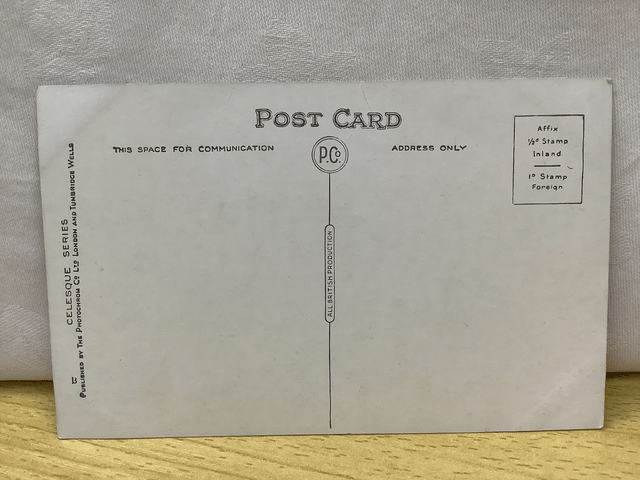 POST CARD
THIS SPACE FOR COMMUNICATION
P.Co
ADDRESS ONLY
Affix
½ᴰ Stamp
Inland.
1ᴰ Stamp
Foreign
ALL BRITISH PRODUCTION
CELESQUE SERIES
PUBLISHED BY THE PHOTOCHROM Co LTD LONDON AND TUNBRIDGE WELLS